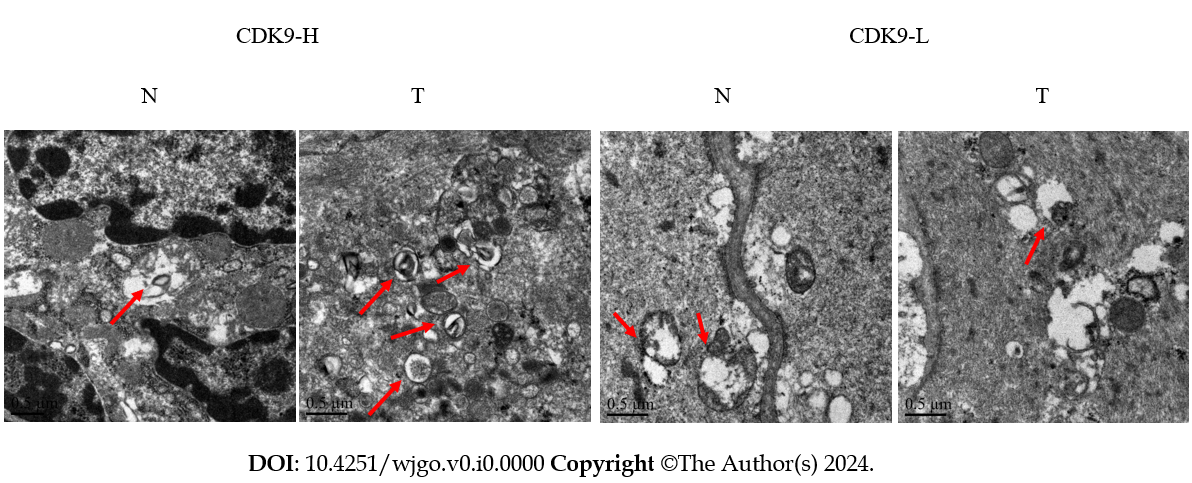 CDK9-H CDK9-L
N T N T
0.5 μm 0.5 μm 0.5 μm 0.5 μm
DOI: 10.4251/wjgo.v0.i0.0000 Copyright ©The Author(s) 2024.